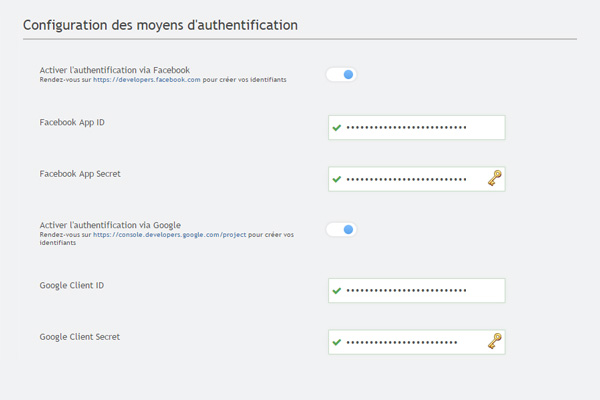 Configuration des moyens d'authentification
Activer l'authentification via Facebook
Rendez-vous sur https://developers.facebook.com pour créer vos identifiants
Facebook App ID
Facebook App Secret
Activer l'authentification via Google
Rendez-vous sur https://console.developers.google.com/project pour créer vos
identifiants
Google Client ID
Google Client Secret